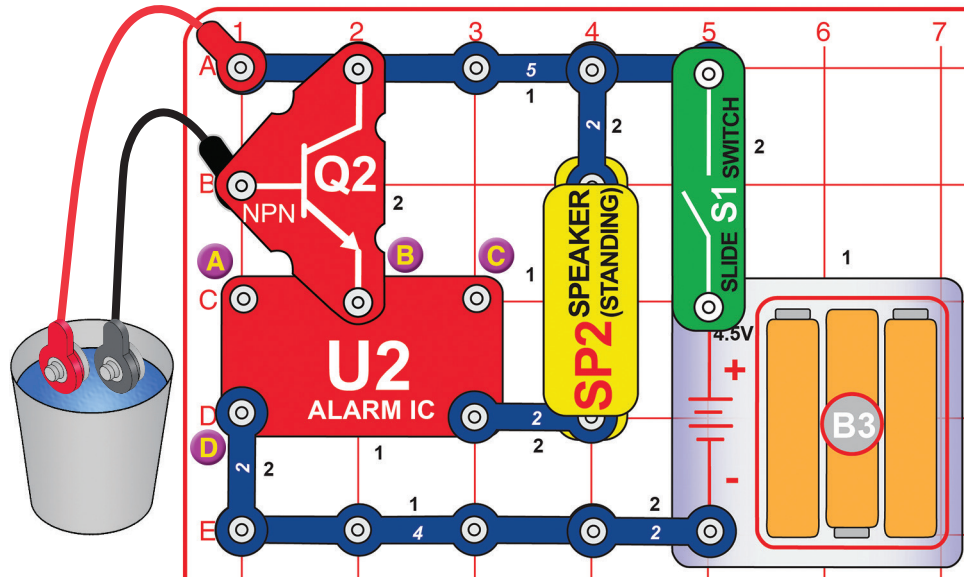 1 2 3 4 5 6 7
A
5
1
2
2
SWITCH
S1
SLIDE
2
B
Q2
NPN
2
SPEAKER
(STANDING)
SP2
A
B
C
1
1
C
4.5V
U2
ALARM IC
+
B3
-
D
2
2
D
1
2
2
E
1
4
2
2